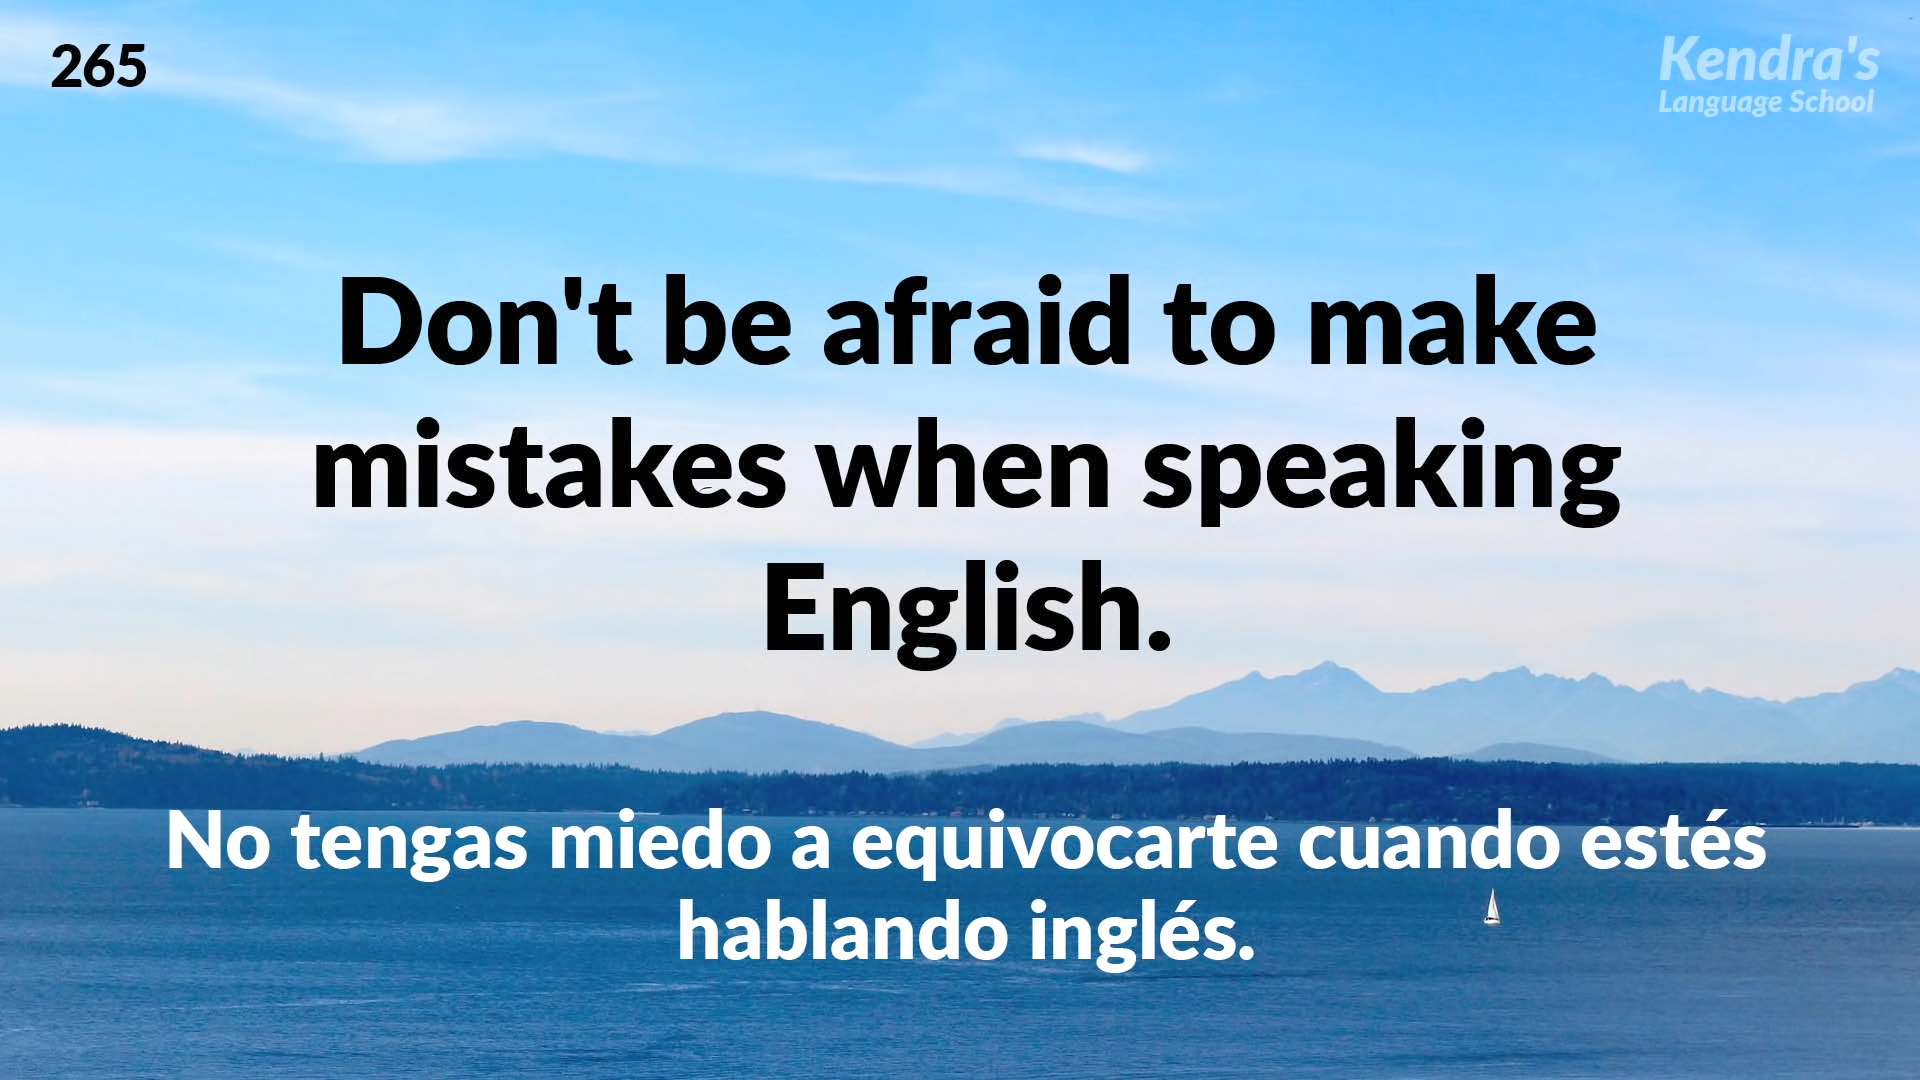 265
Kendra's
Language School
Don't be afraid to make
mistakes when speaking
English.
No tengas miedo a equivocarte cuando estés
hablando inglés.